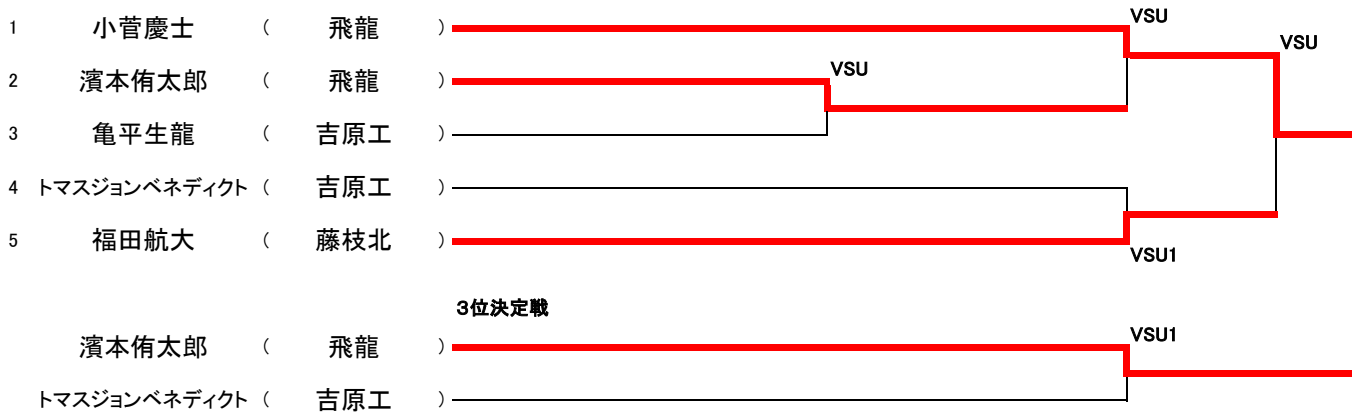 VSU
1 小菅慶士 ( 飛龍 )
VSU
2 濱本侑太郎 ( 飛龍 ) VSU
3 亀平生龍 ( 吉原工 )
4 トマスジョンベネディクト ( 吉原工 )
5 福田航大 ( 藤枝北 )
VSU1
3位決定戦
濱本侑太郎 ( 飛龍 ) VSU1
トマスジョンベネディクト ( 吉原工 )